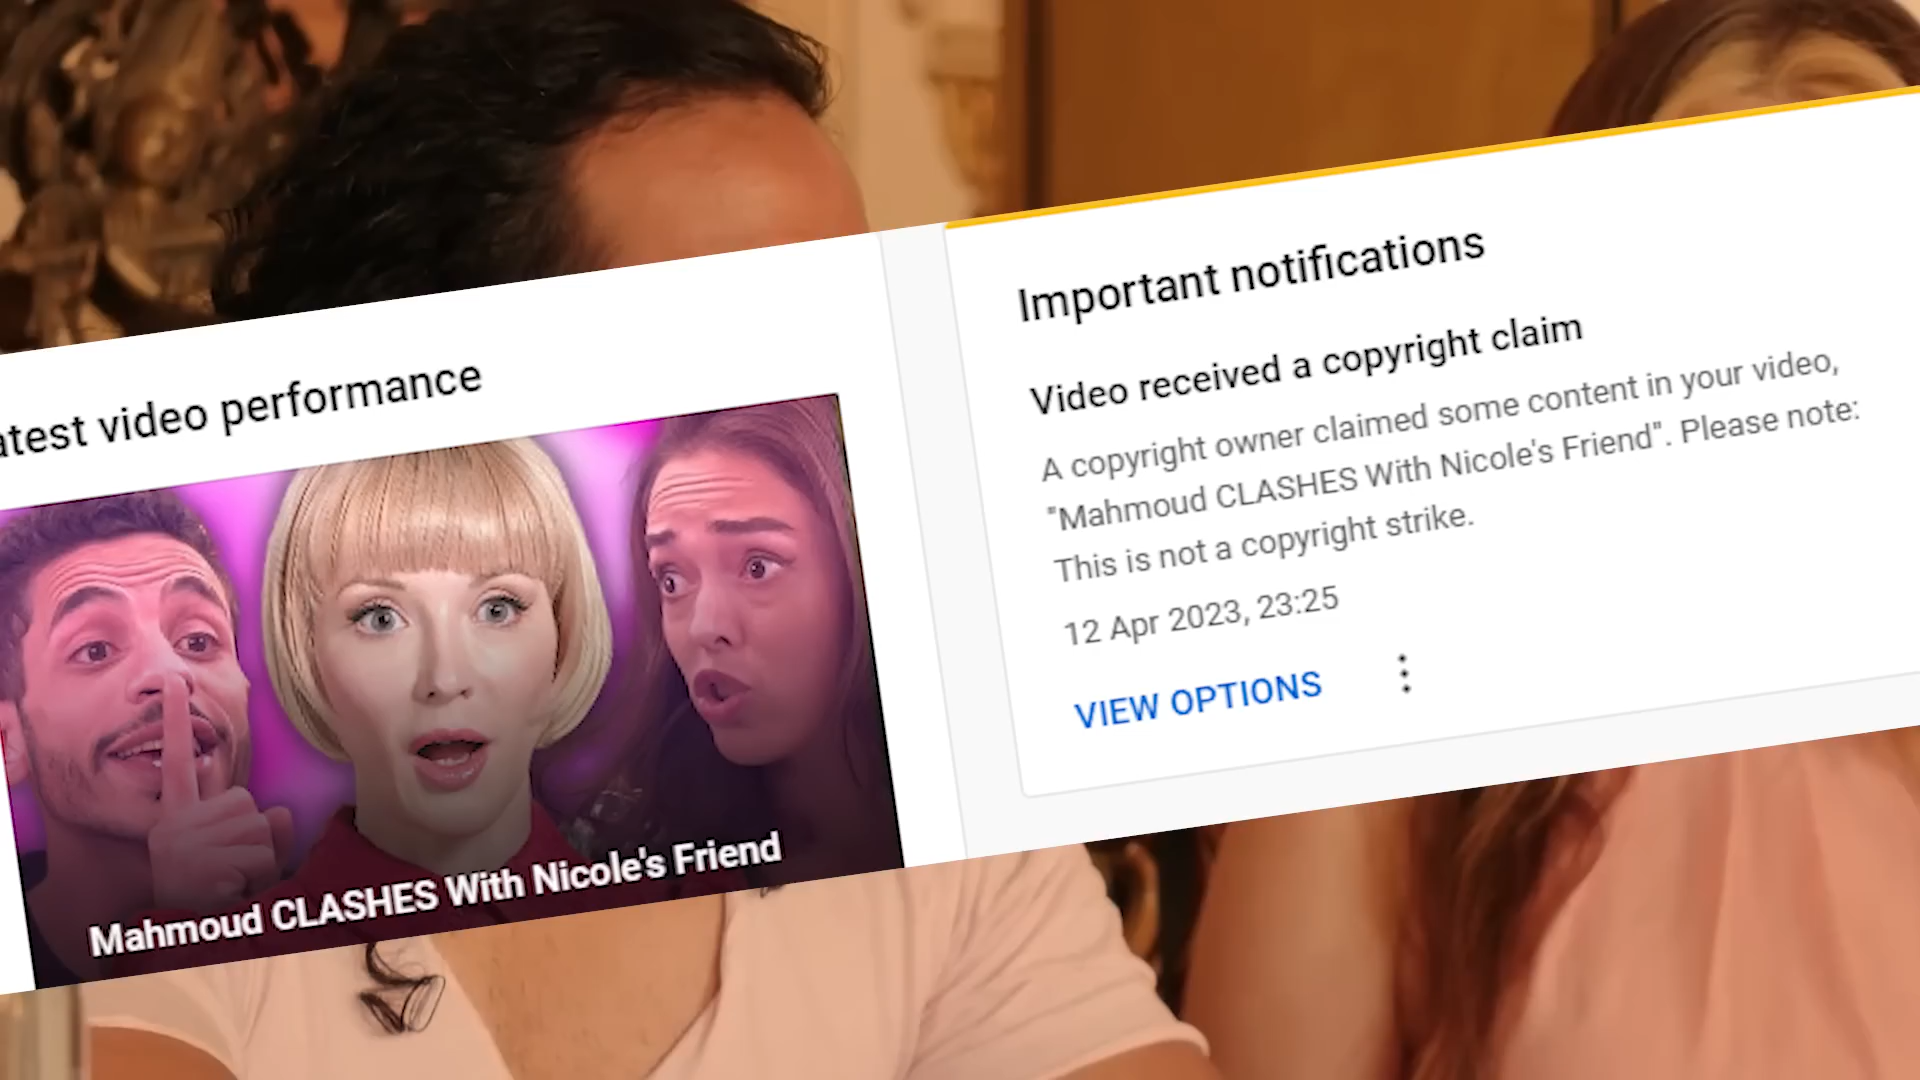 atest video performance
Mahmoud CLASHES With Nicole's Friend
Important notifications
Video received a copyright claim
A copyright owner claimed some content in your video,
"Mahmoud CLASHES With Nicole's Friend". Please note:
This is not a copyright strike.
12 Apr 2023, 23:25
VIEW OPTIONS